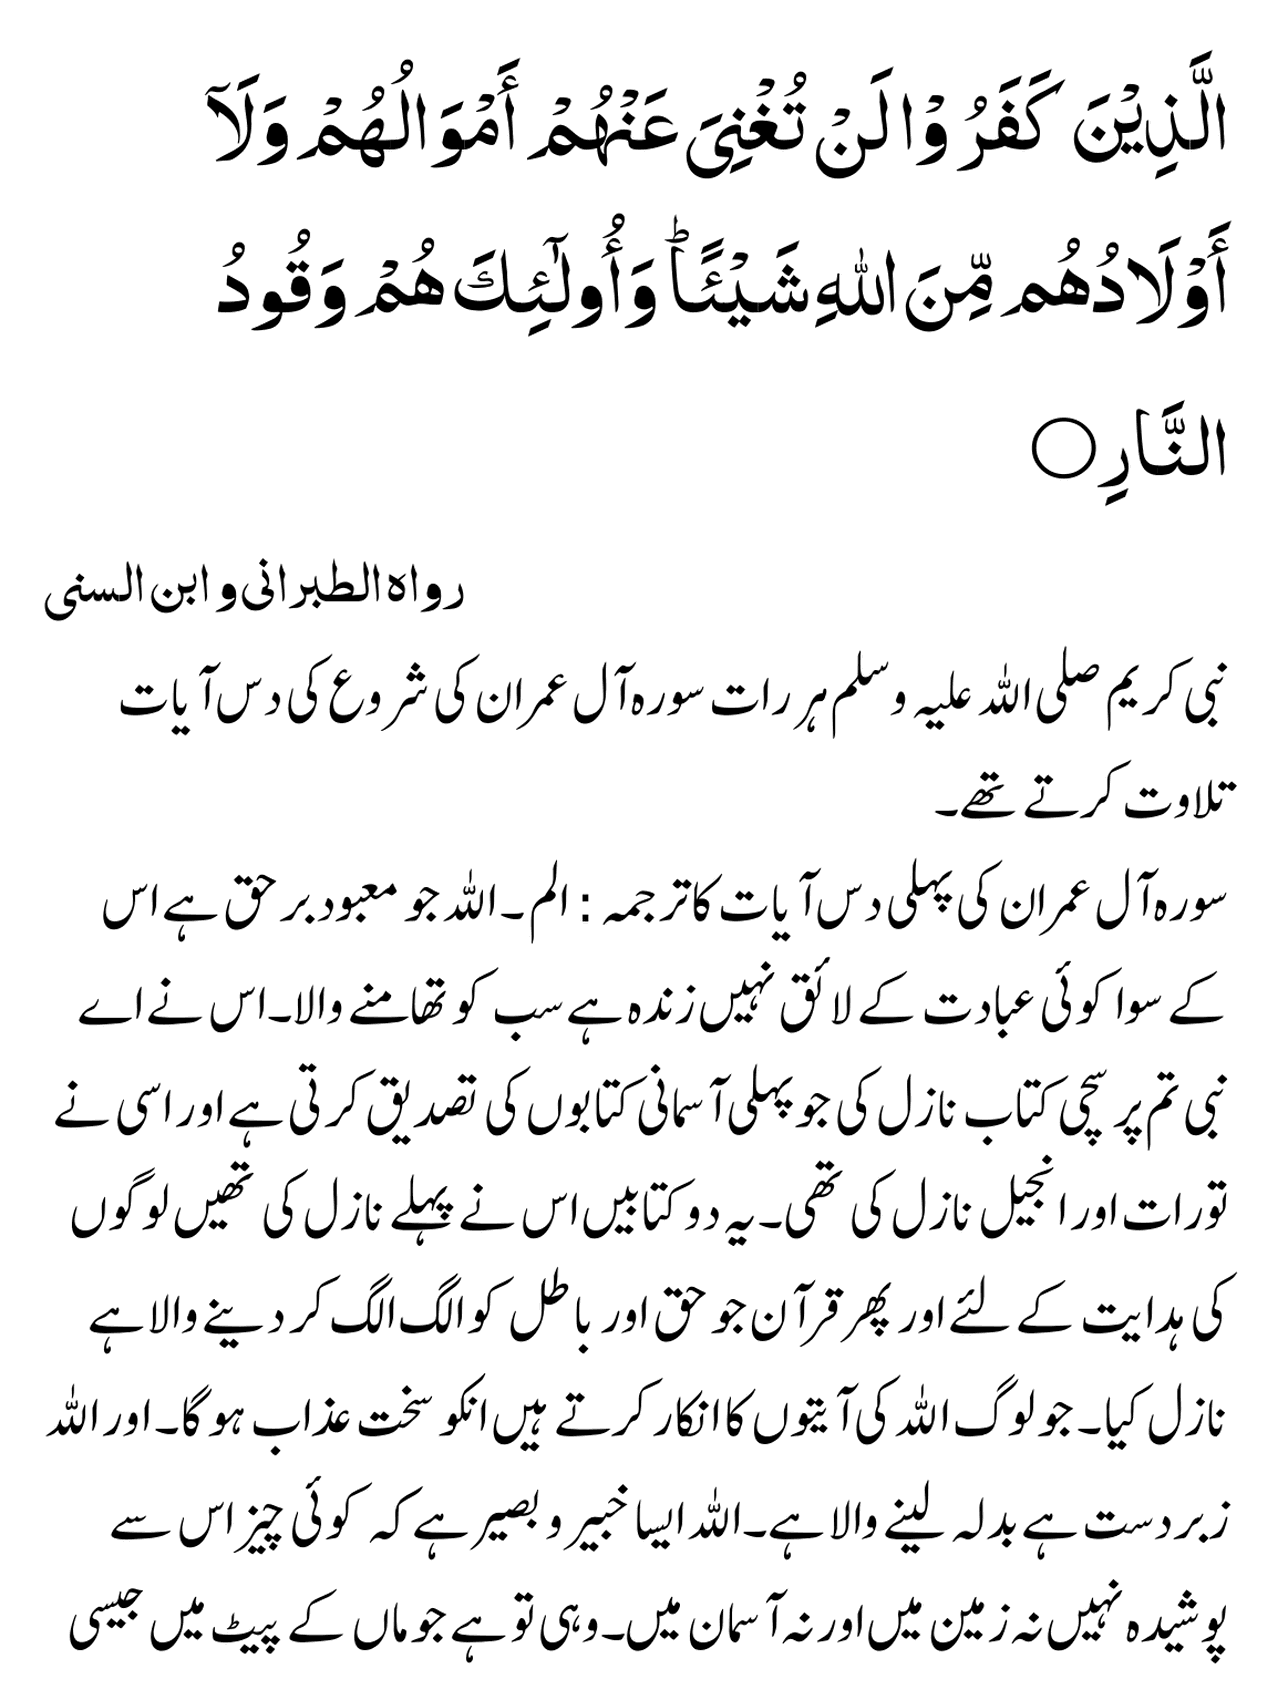 الَّذِيْنَ كَفَرُوْا لَنْ تُغْنِىَ عَنْهُمْ أَمْوَالُهُمْ وَلَآ
أَوْلَادُهُم مِّنَ اللهِ شَيْئًاؕ وَأُولٰٓئِكَ هُمْ وَقُودُ
النَّارِ○
رواه الطبرانی و ابن السنی
نبی کریم صلی اللہ علیہ وسلم ہر رات سورہ آل عمران کی شروع کی دس آیات
تلاوت کرتے تھے۔
سورہ آل عمران کی پہلی دس آیات کا ترجمہ : الم۔ اللہ جو معبود برحق ہے اس
کے سوا کوئی عبادت کے لائق نہیں زندہ ہے سب کو تھامنے والا۔ اس نے اے
نبی تم پر سچی کتاب نازل کی جو پہلی آسمانی کتابوں کی تصدیق کرتی ہے اور اسی نے
تورات اور انجیل نازل کی تھی۔ یہ دو کتابیں اس نے پہلے نازل کی تھیں لوگوں
کی ہدایت کے لئے اور پھر قرآن جو حق اور باطل کو الگ الگ کر دینے والا ہے
نازل کیا۔ جو لوگ اللہ کی آیتوں کا انکار کرتے ہیں انکو سخت عذاب ہوگا۔ اور اللہ
زبردست ہے بدلہ لینے والا ہے۔ اللہ ایسا خبیر و بصیر ہے کہ کوئی چیز اس سے
پوشیدہ نہیں نہ زمین میں اور نہ آسمان میں۔ وہی تو ہے جو ماں کے پیٹ میں جیسی